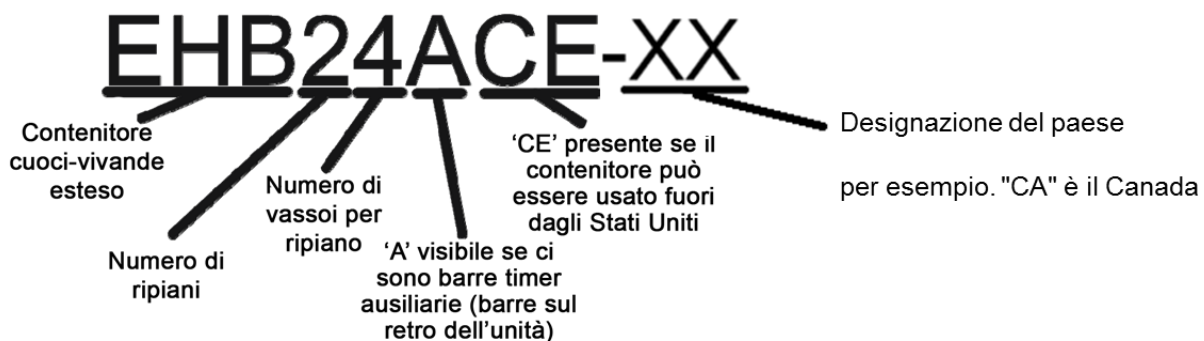 EHB24ACE-XX
Contenitore
cuoci-vivande
esteso
Numero di
ripiani
Numero di
vassoi per
ripiano
'A' visibile se ci
sono barre timer
ausiliarie (barre sul
retro dell'unità)
'CE' presente se il
contenitore può
essere usato fuori
dagli Stati Uniti
Designazione del paese
per esempio. "CA" è il Canada